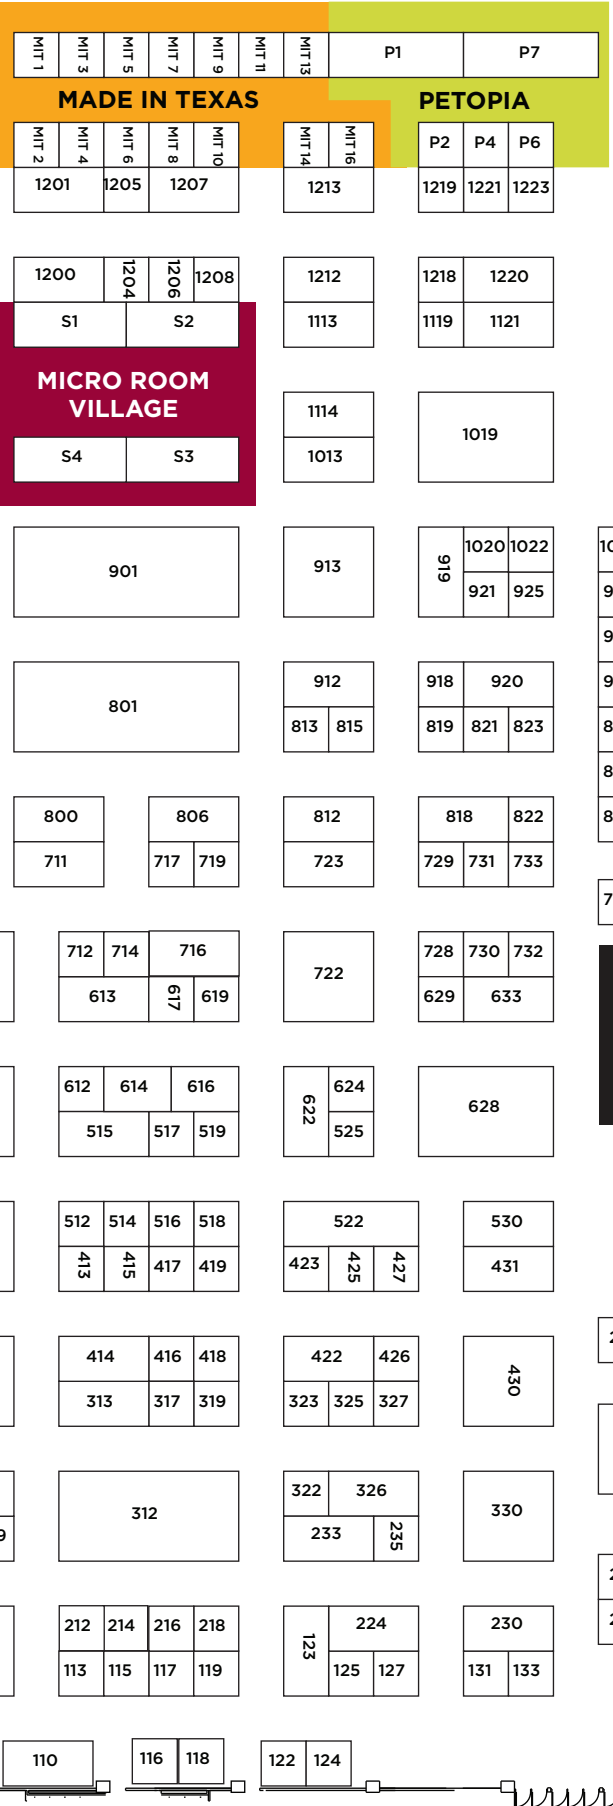 MIT 1 MIT 3 MIT 5 MIT 7 MIT 9 MIT 11 MIT 13 P1 P7
MADE IN TEXAS PETOPIA
MIT 2 MIT 4 MIT 6 MIT 8 MIT 10 MIT 14 MIT 16 P2 P4 P6
1201 1205 1207 1213 1219 1221 1223
1200 1204 1206 1208 1212 1218 1220
S1 S2 1113 1119 1121
MICRO ROOM
VILLAGE
1114 1019
S4 S3 1013
901 913 919 1020 1022
921 925
801 912 918 920
813 815 819 821 823
800 806 812 818 822
711 717 719 723 729 731 733
712 714 716 722 728 730 732
613 617 619 629 633
612 614 616 622 624 628
515 517 519 525
512 514 516 518 522 530
413 415 417 419 423 425 427 431
414 416 418 422 426 430
313 317 319 323 325 327
312 322 326 330
233 235
212 214 216 218 123 224 230
113 115 117 119 125 127 131 133
110 116 118 122 124